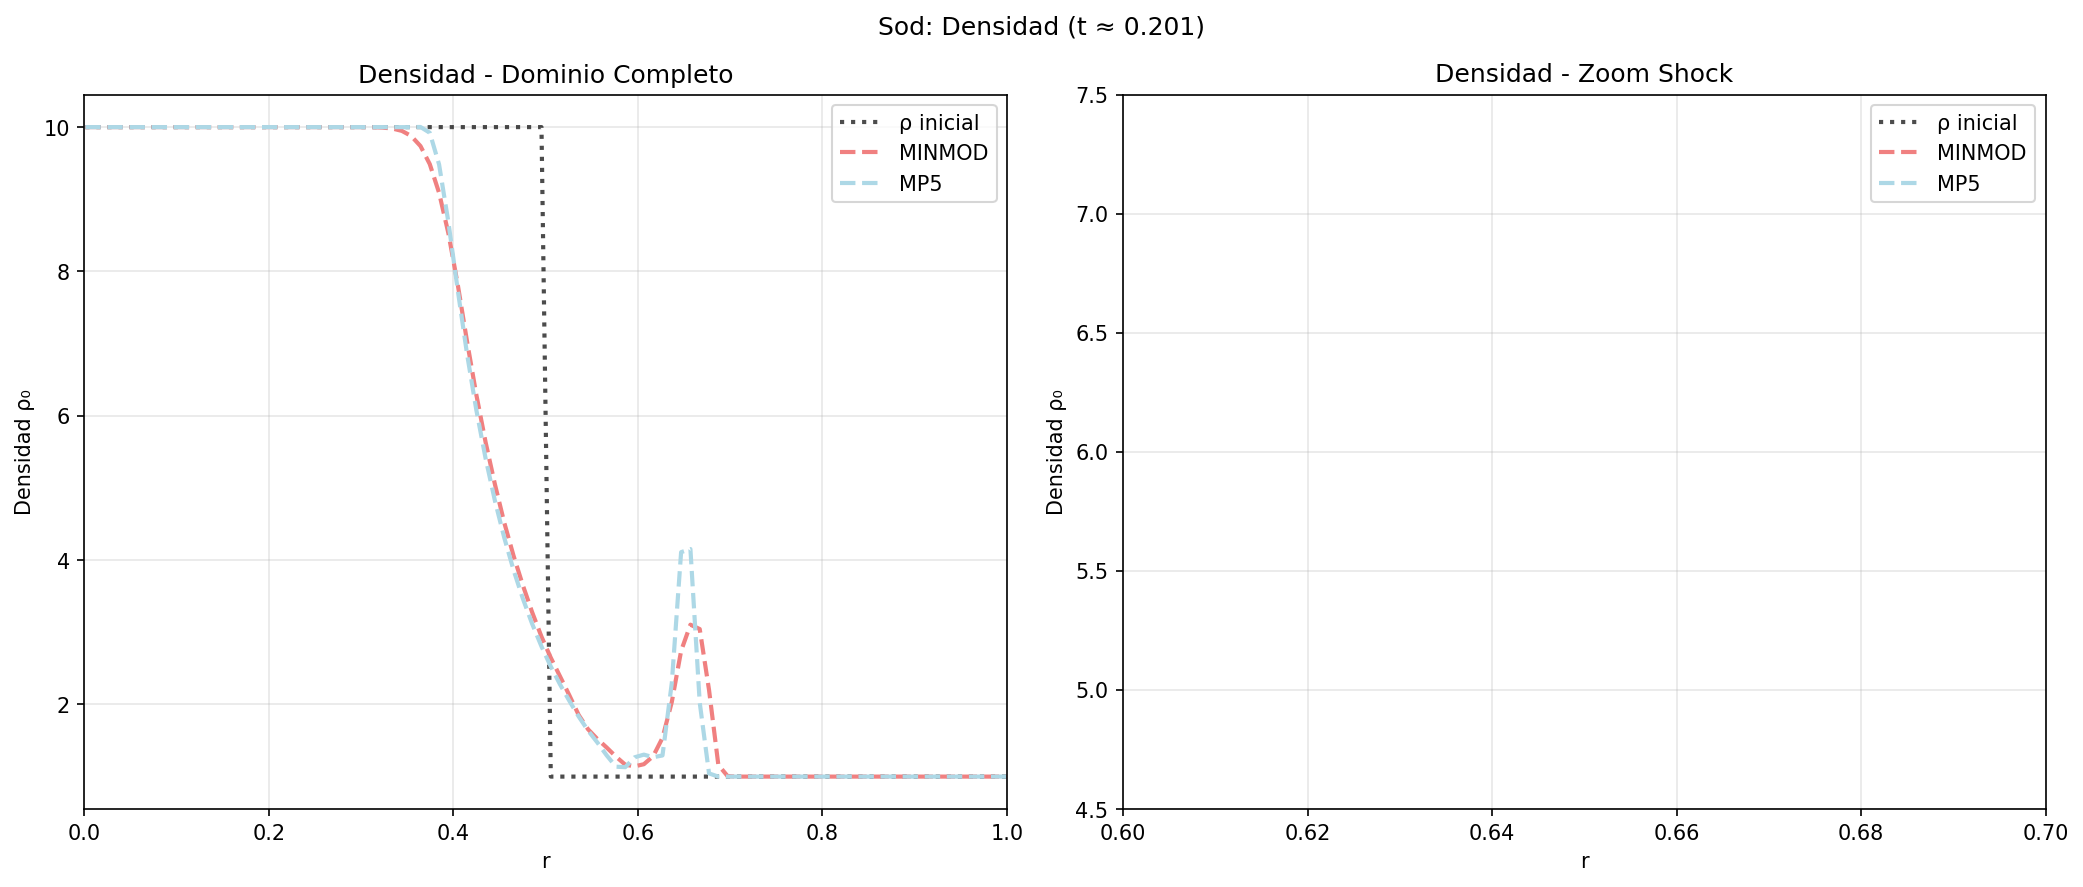 Sod: Densidad (t ≈ 0.201)
Densidad - Dominio Completo
ρ inicial
MINMOD
MP5
10
8
6
4
2
Densidad ρ₀
0.0 0.2 0.4 0.6 0.8 1.0
r
Densidad - Zoom Shock
ρ inicial
MINMOD
MP5
7.5
7.0
6.5
6.0
5.5
5.0
4.5
Densidad ρ₀
0.60 0.62 0.64 0.66 0.68 0.70
r